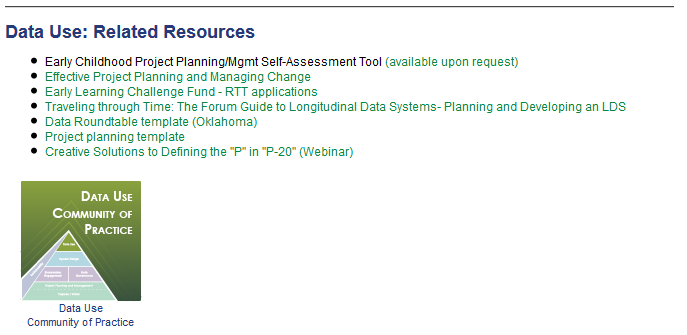 Data Use: Related Resources
Early Childhood Project Planning/Mgmt Self-Assessment Tool (available upon request)
Effective Project Planning and Managing Change
Early Learning Challenge Fund - RTT applications
Traveling through Time: The Forum Guide to Longitudinal Data Systems- Planning and Developing an LDS
Data Roundtable template (Oklahoma)
Project planning template
Creative Solutions to Defining the "P" in "P-20" (Webinar)
DATA USE
COMMUNITY OF
PRACTICE
Data Use
Community of Practice